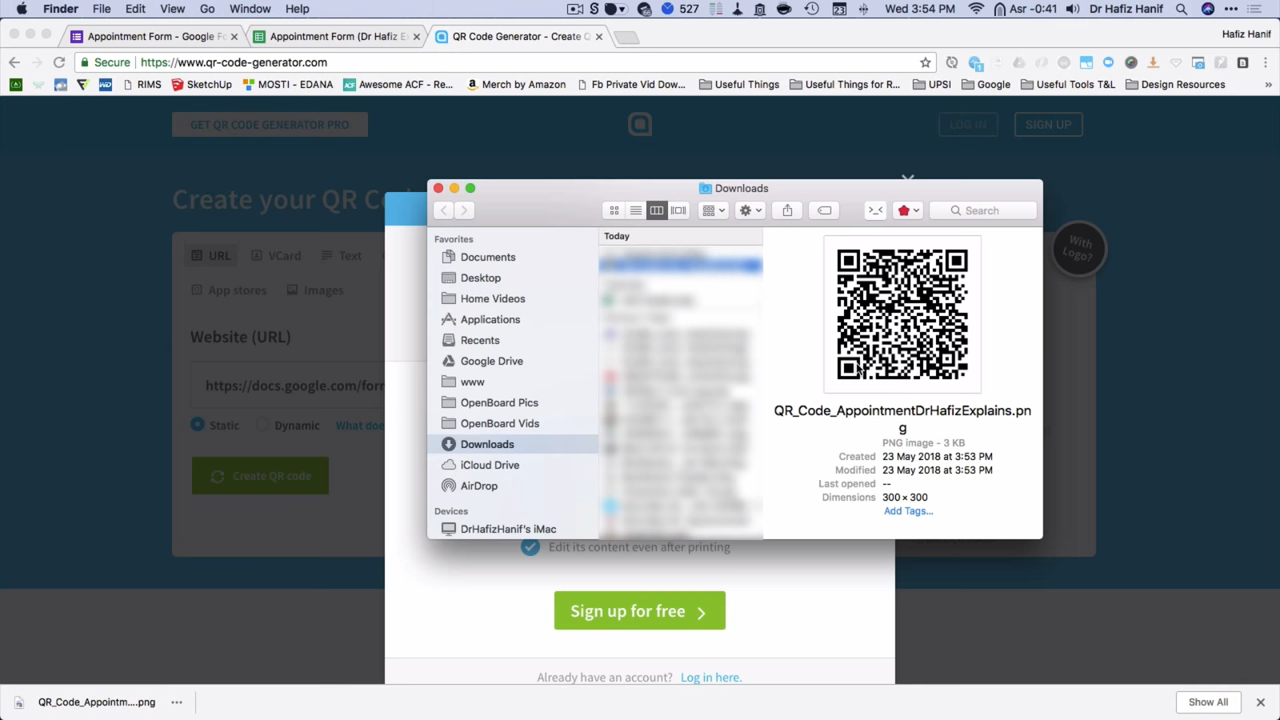 Finder File Edit View Go Window Help 527 23 Wed 3:54 PM Asr -0:41 Dr Hafiz Hanif
Appointment Form - Google Fo Appointment Form (Dr Hafiz E QR Code Generator - Create Q Hafiz Hanif
Secure https://www.qr-code-generator.com
RIMS SketchUp MOSTI - EDANA Awesome ACF - Re... Merch by Amazon Fb Private Vid Dow... Useful Things Useful Things for R... UPSI Google Useful Tools T&L Design Resources »
GET QR CODE GENERATOR PRO LOG IN SIGN UP
Create your QR Co
URL VCard Text
App stores Images
Website (URL)
https://docs.google.com/forr
Static Dynamic What doe
Create QR code
With
Logo?
Downloads
Search
Favorites
Documents
Desktop
Home Videos
Applications
Recents
Google Drive
www
OpenBoard Pics
OpenBoard Vids
Downloads
iCloud Drive
AirDrop
Devices
DrHafizHanif's iMac
Today
QR_Code_AppointmentDrHafizExplains.pn
g
PNG image - 3 KB
Created 23 May 2018 at 3:53 PM
Modified 23 May 2018 at 3:53 PM
Last opened --
Dimensions 300 × 300
Add Tags...
Edit its content even after printing
Sign up for free
Already have an account? Log in here.
QR_Code_Appointm....png Show All